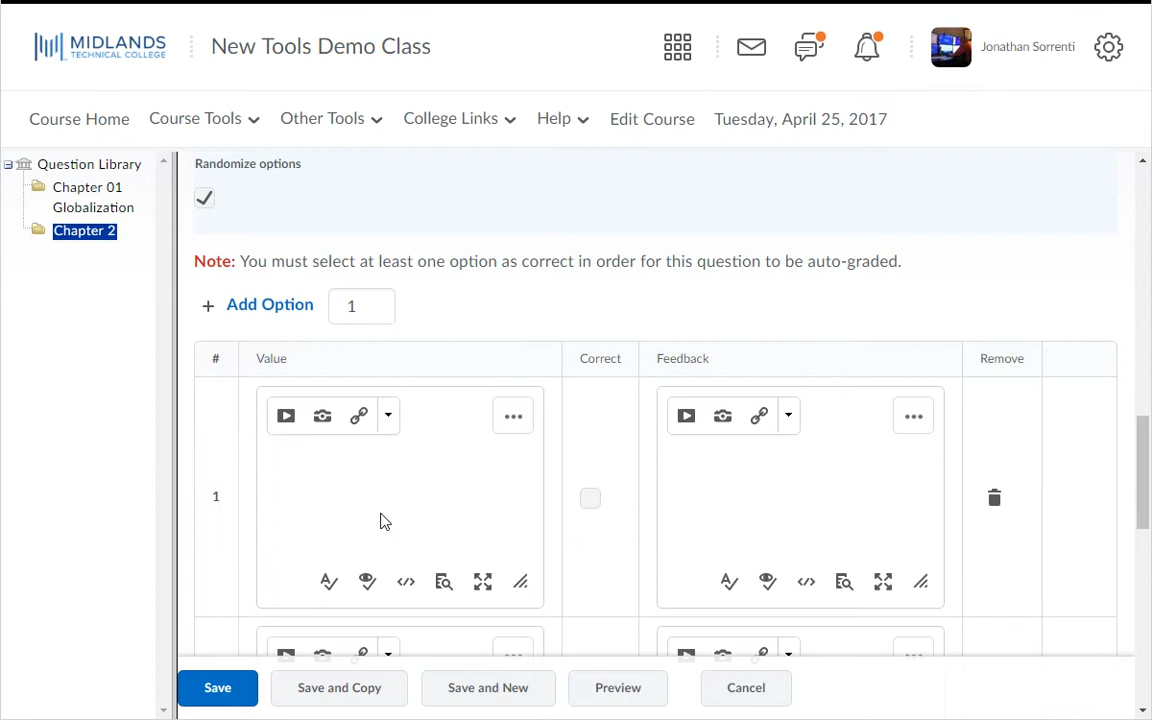 MIDLANDS
TECHNICAL COLLEGE
New Tools Demo Class
Jonathan Sorrenti
Course Home
Course Tools
Other Tools
College Links
Help
Edit Course
Tuesday, April 25, 2017
Question Library
Chapter 01
Globalization
Chapter 2
Randomize options
Note: You must select at least one option as correct in order for this question to be auto-graded.
+ Add Option
1
# Value Correct Feedback Remove
1
Save
Save and Copy
Save and New
Preview
Cancel